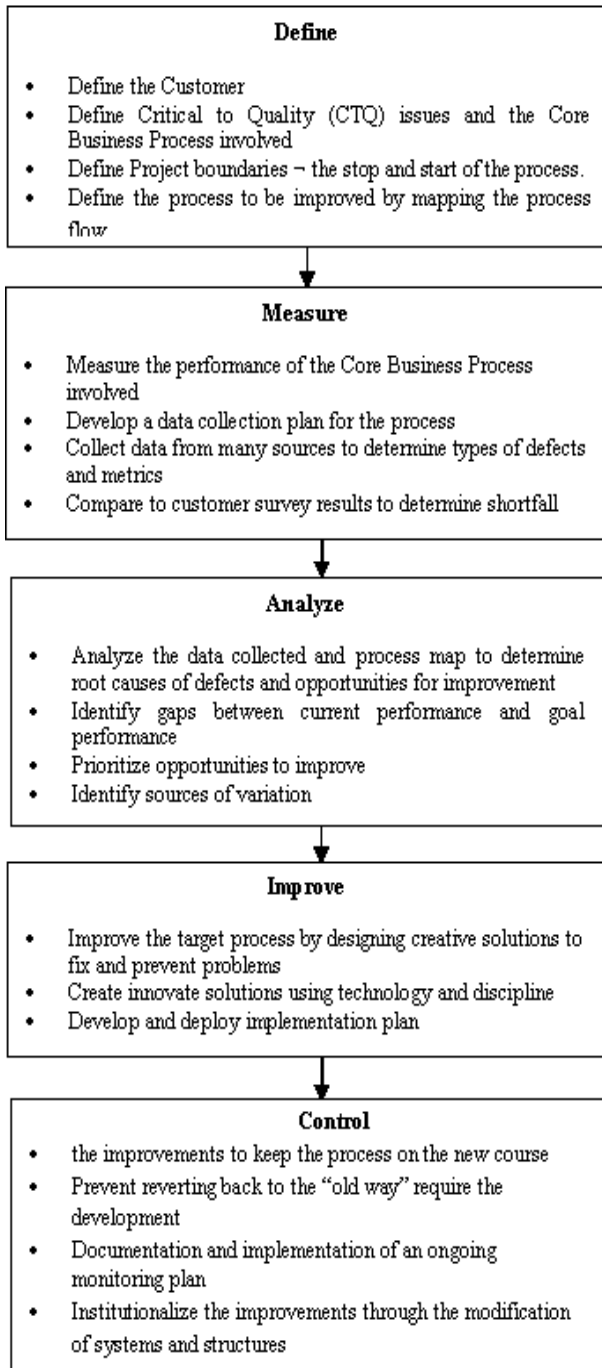 Define
• Define the Customer
• Define Critical to Quality (CTQ) issues and the Core
Business Process involved
• Define Project boundaries – the stop and start of the process.
• Define the process to be improved by mapping the process
flow
Measure
• Measure the performance of the Core Business Process
involved
• Develop a data collection plan for the process
• Collect data from many sources to determine types of defects
and metrics
• Compare to customer survey results to determine shortfall
Analyze
• Analyze the data collected and process map to determine
root causes of defects and opportunities for improvement
• Identify gaps between current performance and goal
performance
• Prioritize opportunities to improve
• Identify sources of variation
Improve
• Improve the target process by designing creative solutions to
fix and prevent problems
• Create innovate solutions using technology and discipline
• Develop and deploy implementation plan
Control
• the improvements to keep the process on the new course
• Prevent reverting back to the “old way” require the
development
• Documentation and implementation of an ongoing
monitoring plan
• Institutionalize the improvements through the modification
of systems and structures